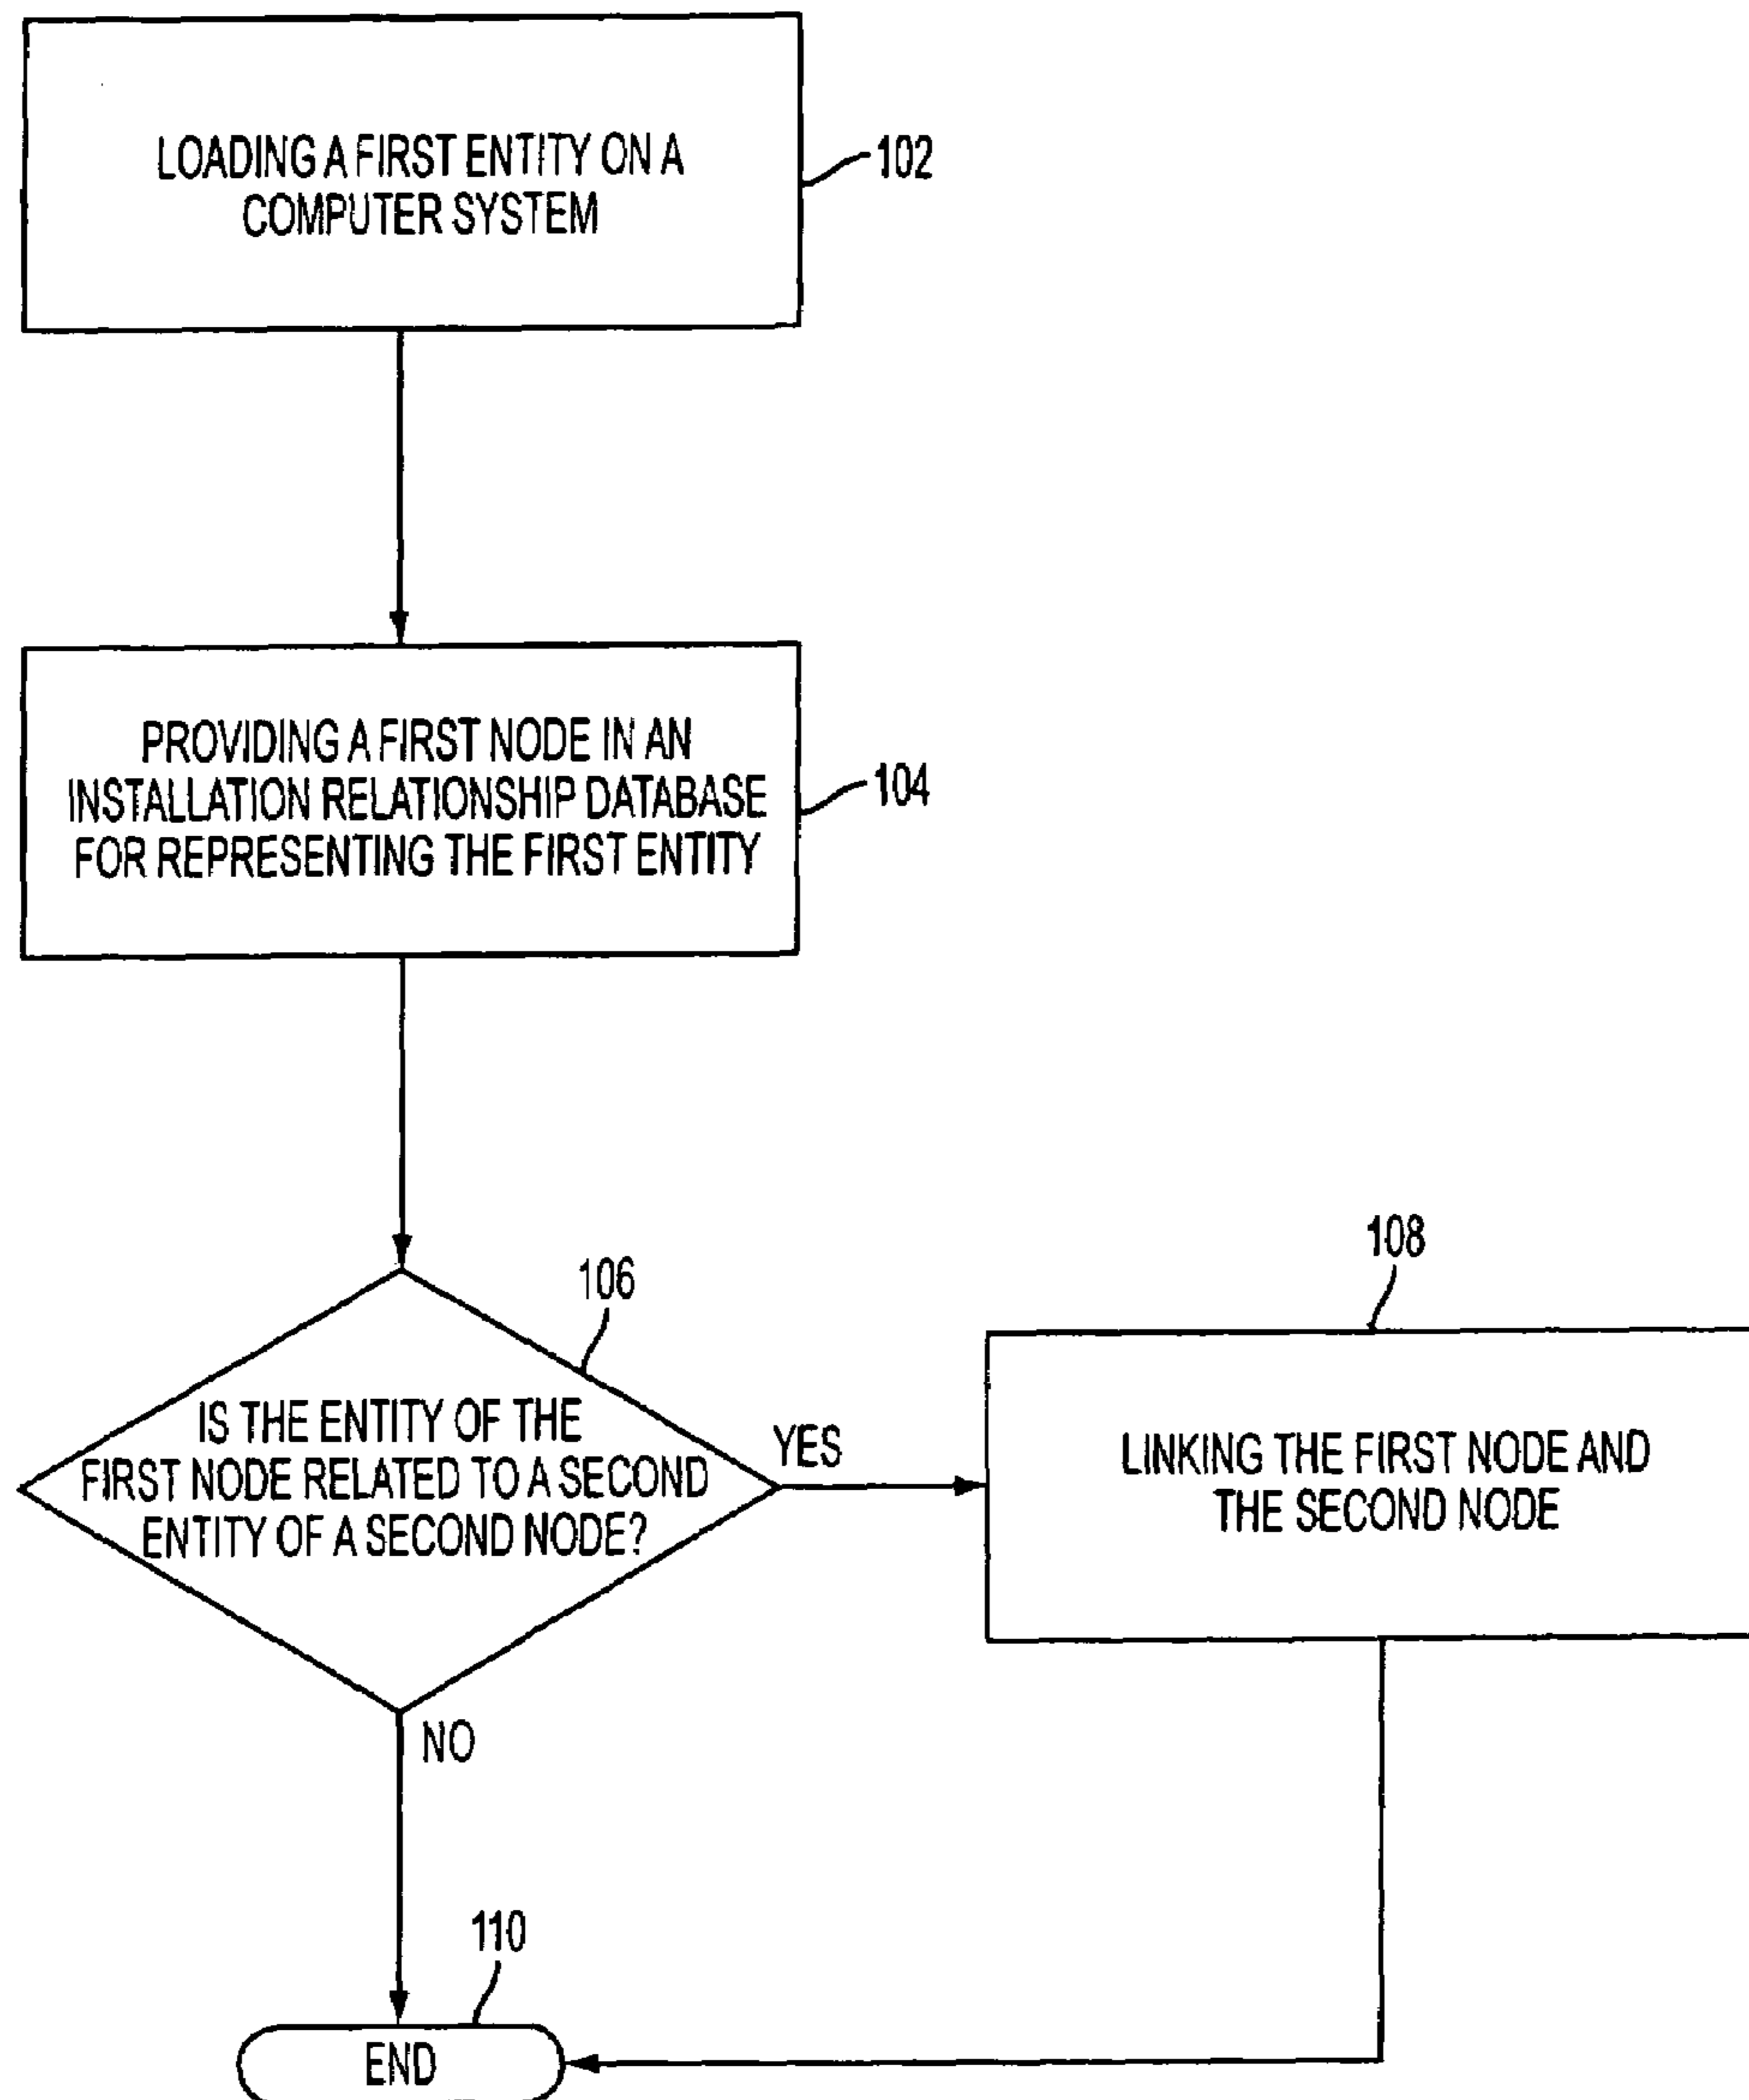 LOADING A FIRST ENTITY ON A
COMPUTER SYSTEM
102
PROVIDING A FIRST NODE IN AN
INSTALLATION RELATIONSHIP DATABASE
FOR REPRESENTING THE FIRST ENTITY
104
106
IS THE ENTITY OF THE
FIRST NODE RELATED TO A SECOND
ENTITY OF A SECOND NODE?
YES
108
LINKING THE FIRST NODE AND
THE SECOND NODE
NO
110
END